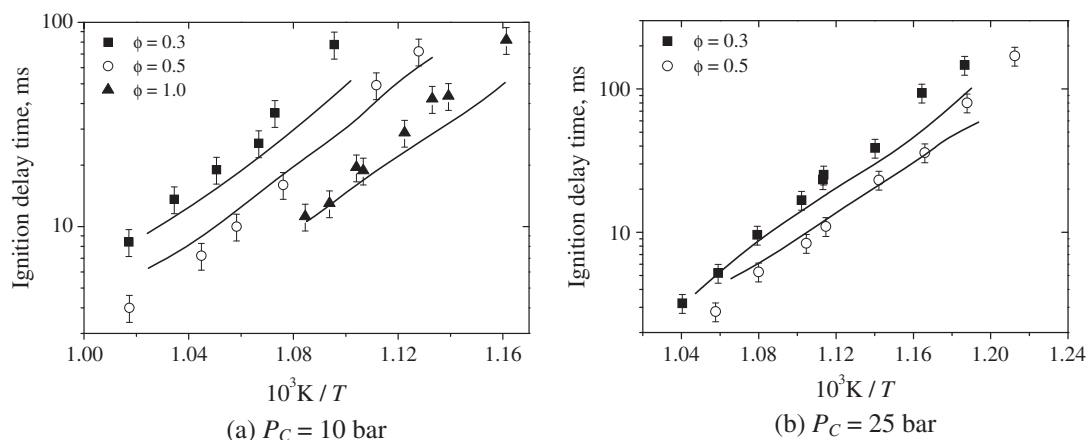 100
10
Ignition delay time, ms
ϕ = 0.3
ϕ = 0.5
ϕ = 1.0
1.00 1.04 1.08 1.12 1.16
10³K / T
(a) P_C = 10 bar
100
10
Ignition delay time, ms
ϕ = 0.3
ϕ = 0.5
1.04 1.08 1.12 1.16 1.20 1.24
10³K / T
(b) P_C = 25 bar